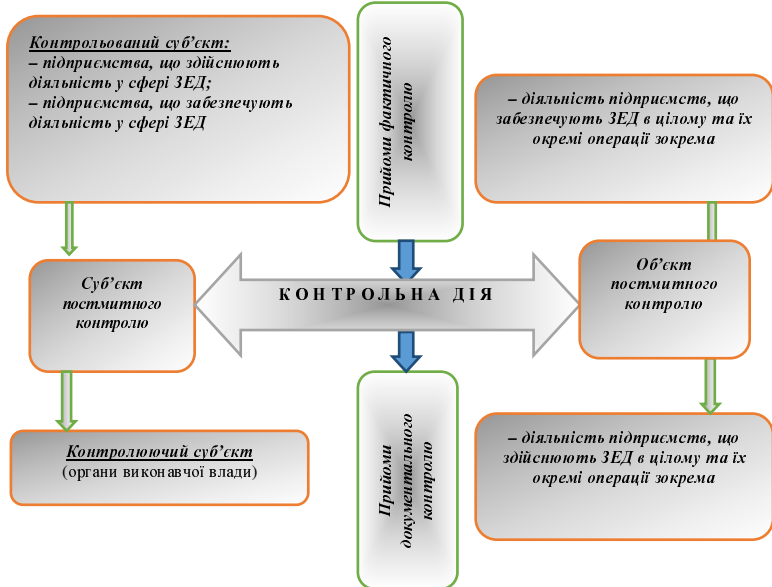 Контрольований суб’єкт:
– підприємства, що здійснюють
діяльність у сфері ЗЕД;
– підприємства, що забезпечують
діяльність у сфері ЗЕД
Прийоми фактичного
контролю
– діяльність підприємств, що
забезпечують ЗЕД в цілому та їх
окремі операції зокрема
Суб’єкт
постмитного
контролю
КОНТРОЛЬНА ДІЯ
Об’єкт
постмитного
контролю
Контролюючий суб’єкт
(органи виконавчої влади)
Прийоми
документального
контролю
– діяльність підприємств, що
здійснюють ЗЕД в цілому та їх
окремі операції зокрема